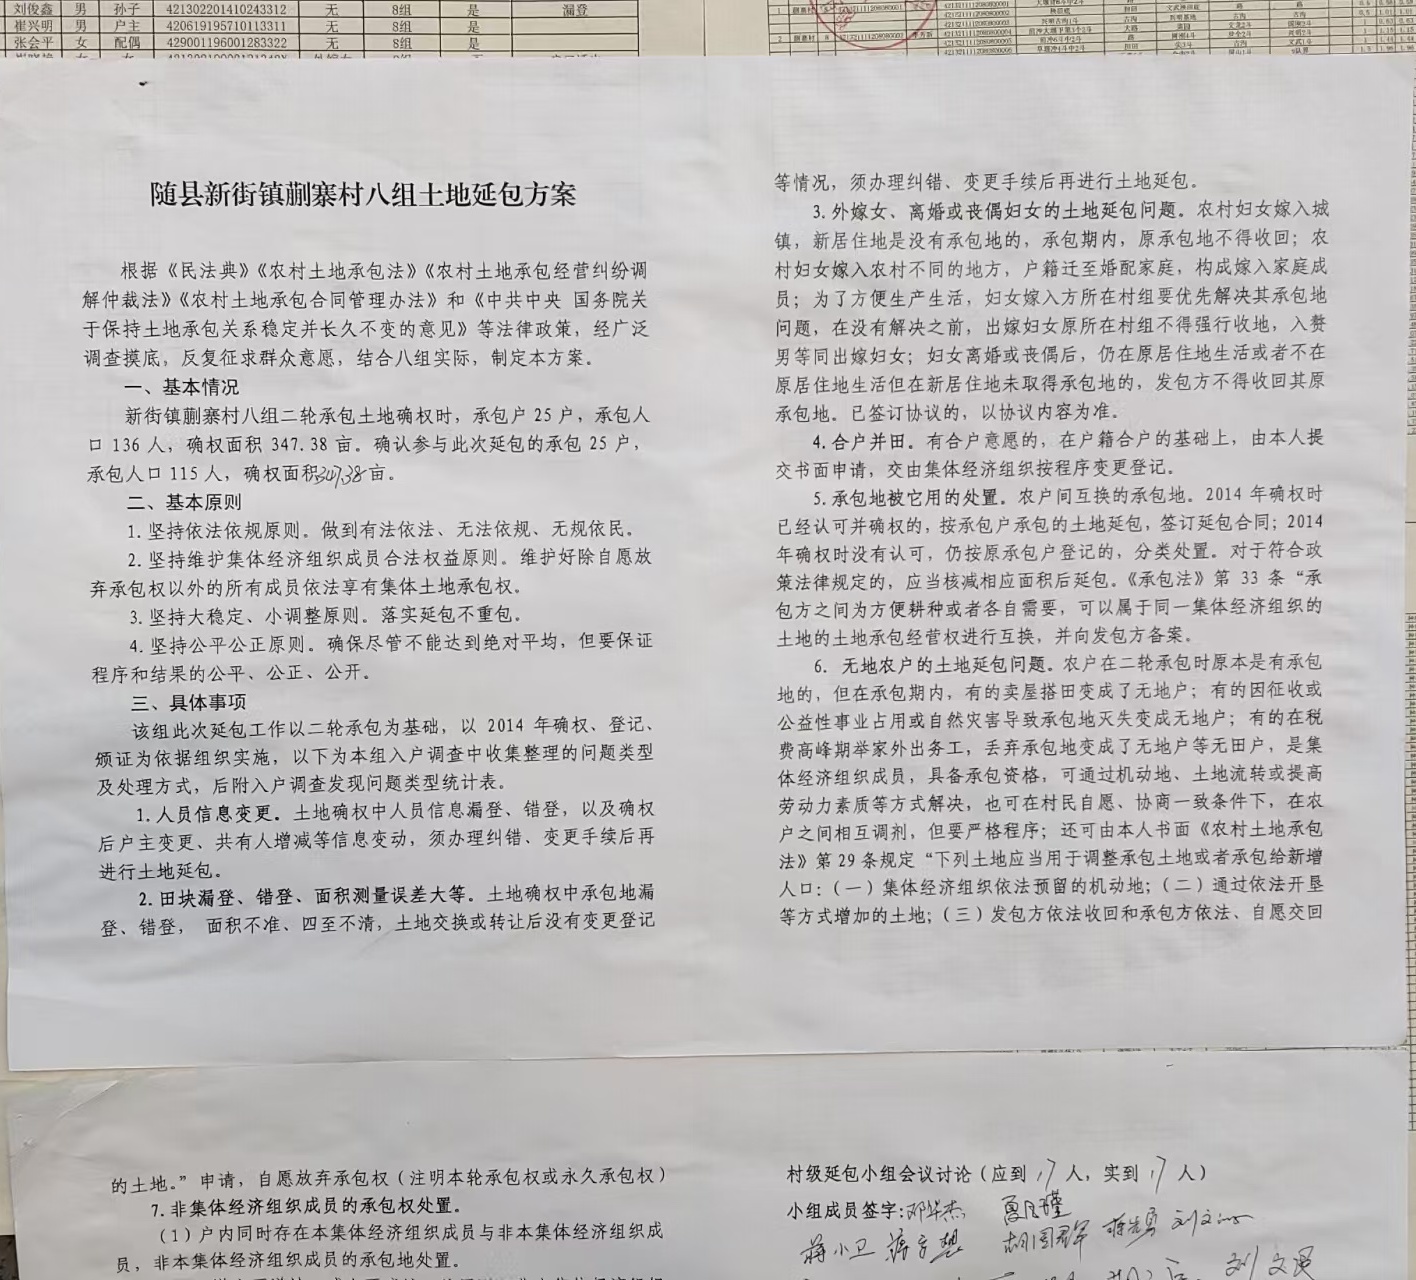 刘俊鑫 男 孙子 421302201410243312 无 8组 是 漏登
崔兴明 男 户主 420619195710113311 无 8组 是
张会平 女 配偶 429001196001283322 无 8组 是
随县新街镇蒯寨村八组土地延包方案
根据《民法典》《农村土地承包法》《农村土地承包经营纠纷调
解仲裁法》《农村土地承包合同管理办法》和《中共中央 国务院关
于保持土地承包关系稳定并长久不变的意见》等法律政策，经广泛
调查摸底，反复征求群众意愿，结合八组实际，制定本方案。
一、基本情况
新街镇蒯寨村八组二轮承包土地确权时，承包户 25 户，承包人
口 136 人，确权面积 347.38 亩。确认参与此次延包的承包 25 户，
承包人口 115 人，确权面积347.38亩。
二、基本原则
1. 坚持依法依规原则。做到有法依法、无法依规、无规依民。
2. 坚持维护集体经济组织成员合法权益原则。维护好除自愿放
弃承包权以外的所有成员依法享有集体土地承包权。
3. 坚持大稳定、小调整原则。落实延包不重包。
4. 坚持公平公正原则。确保尽管不能达到绝对平均，但要保证
程序和结果的公平、公正、公开。
三、具体事项
该组此次延包工作以二轮承包为基础，以 2014 年确权、登记、
颁证为依据组织实施，以下为本组入户调查中收集整理的问题类型
及处理方式，后附入户调查发现问题类型统计表。
1. 人员信息变更。土地确权中人员信息漏登、错登，以及确权
后户主变更、共有人增减等信息变动，须办理纠错、变更手续后再
进行土地延包。
2. 田块漏登、错登、面积测量误差大等。土地确权中承包地漏
登、错登， 面积不准、四至不清，土地交换或转让后没有变更登记
等情况，须办理纠错、变更手续后再进行土地延包。
3. 外嫁女、离婚或丧偶妇女的土地延包问题。农村妇女嫁入城
镇，新居住地是没有承包地的，承包期内，原承包地不得收回；农
村妇女嫁入农村不同的地方，户籍迁至婚配家庭，构成嫁入家庭成
员；为了方便生产生活，妇女嫁入方所在村组要优先解决其承包地
问题，在没有解决之前，出嫁妇女原所在村组不得强行收地，入赘
男等同出嫁妇女；妇女离婚或丧偶后，仍在原居住地生活或者不在
原居住地生活但在新居住地未取得承包地的，发包方不得收回其原
承包地。已签订协议的，以协议内容为准。
4. 合户并田。有合户意愿的，在户籍合户的基础上，由本人提
交书面申请，交由集体经济组织按程序变更登记。
5. 承包地被它用的处置。农户间互换的承包地。2014 年确权时
已经认可并确权的，按承包户承包的土地延包，签订延包合同；2014
年确权时没有认可，仍按原承包户登记的，分类处置。对于符合政
策法律规定的，应当核减相应面积后延包。《承包法》第 33 条 “承
包方之间为方便耕种或者各自需要，可以属于同一集体经济组织的
土地的土地承包经营权进行互换，并向发包方备案。
6. 无地农户的土地延包问题。农户在二轮承包时原本是有承包
地的，但在承包期内，有的卖屋搭田变成了无地户；有的因征收或
公益性事业占用或自然灾害导致承包地灭失变成无地户；有的在税
费高峰期举家外出务工，丢弃承包地变成了无地户等无田户，是集
体经济组织成员，具备承包资格，可通过机动地、土地流转或提高
劳动力素质等方式解决，也可在村民自愿、协商一致条件下，在农
户之间相互调剂，但要严格程序；还可由本人书面《农村土地承包
法》第 29 条规定 “下列土地应当用于调整承包土地或者承包给新增
人口：（一）集体经济组织依法预留的机动地；（二）通过依法开垦
等方式增加的土地；（三）发包方依法收回和承包方依法、自愿交回
的土地。” 申请，自愿放弃承包权（注明本轮承包权或永久承包权）
7. 非集体经济组织成员的承包权处置。
（1）户内同时存在本集体经济组织成员与非本集体经济组织成
员，非本集体经济组织成员的承包地处置。
村级延包小组会议讨论（应到 17 人，实到 17 人）
小组成员签字：邓华杰
蒋小卫